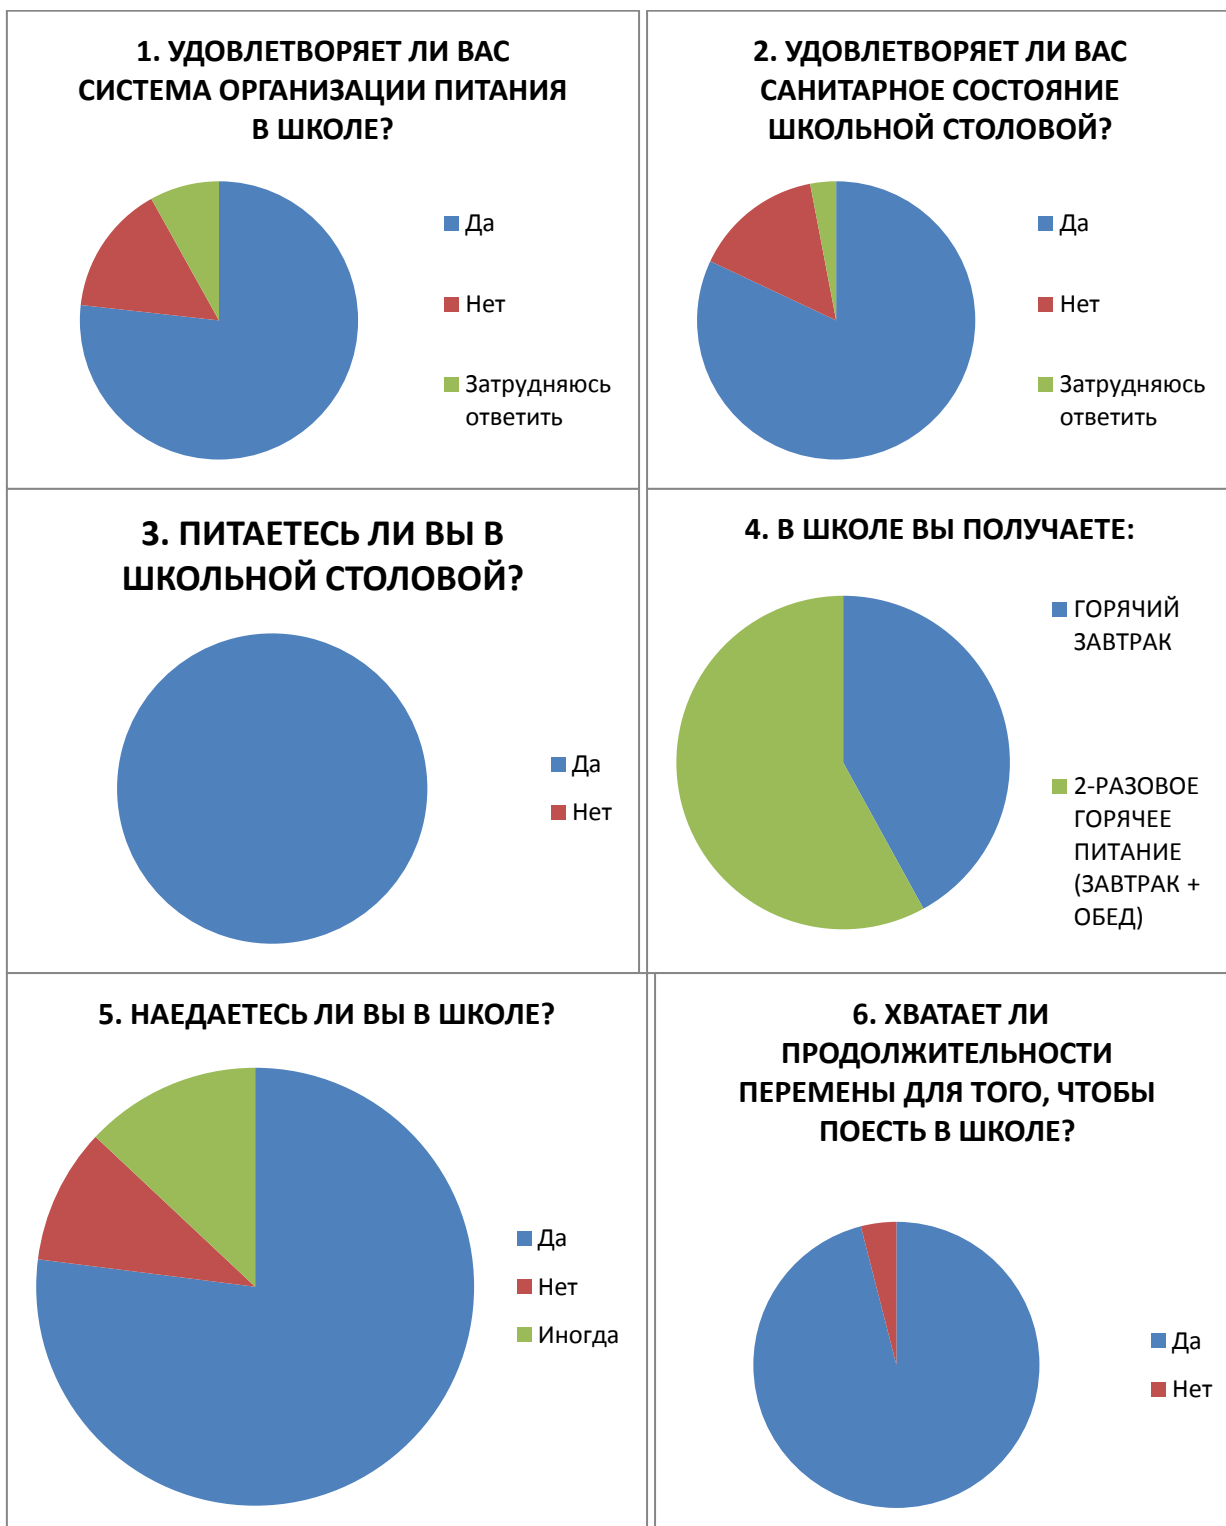 1. УДОВЛЕТВОРЯЕТ ЛИ ВАС
СИСТЕМА ОРГАНИЗАЦИИ ПИТАНИЯ
В ШКОЛЕ?
Да
Нет
Затрудняюсь
ответить
2. УДОВЛЕТВОРЯЕТ ЛИ ВАС
САНИТАРНОЕ СОСТОЯНИЕ
ШКОЛЬНОЙ СТОЛОВОЙ?
Да
Нет
Затрудняюсь
ответить
3. ПИТАЕТЕСЬ ЛИ ВЫ В
ШКОЛЬНОЙ СТОЛОВОЙ?
Да
Нет
4. В ШКОЛЕ ВЫ ПОЛУЧАЕТЕ:
ГОРЯЧИЙ
ЗАВТРАК
2-РАЗОВОЕ
ГОРЯЧЕЕ
ПИТАНИЕ
(ЗАВТРАК +
ОБЕД)
5. НАЕДАЕТЕСЬ ЛИ ВЫ В ШКОЛЕ?
Да
Нет
Иногда
6. ХВАТАЕТ ЛИ
ПРОДОЛЖИТЕЛЬНОСТИ
ПЕРЕМЕНЫ ДЛЯ ТОГО, ЧТОБЫ
ПОЕСТЬ В ШКОЛЕ?
Да
Нет